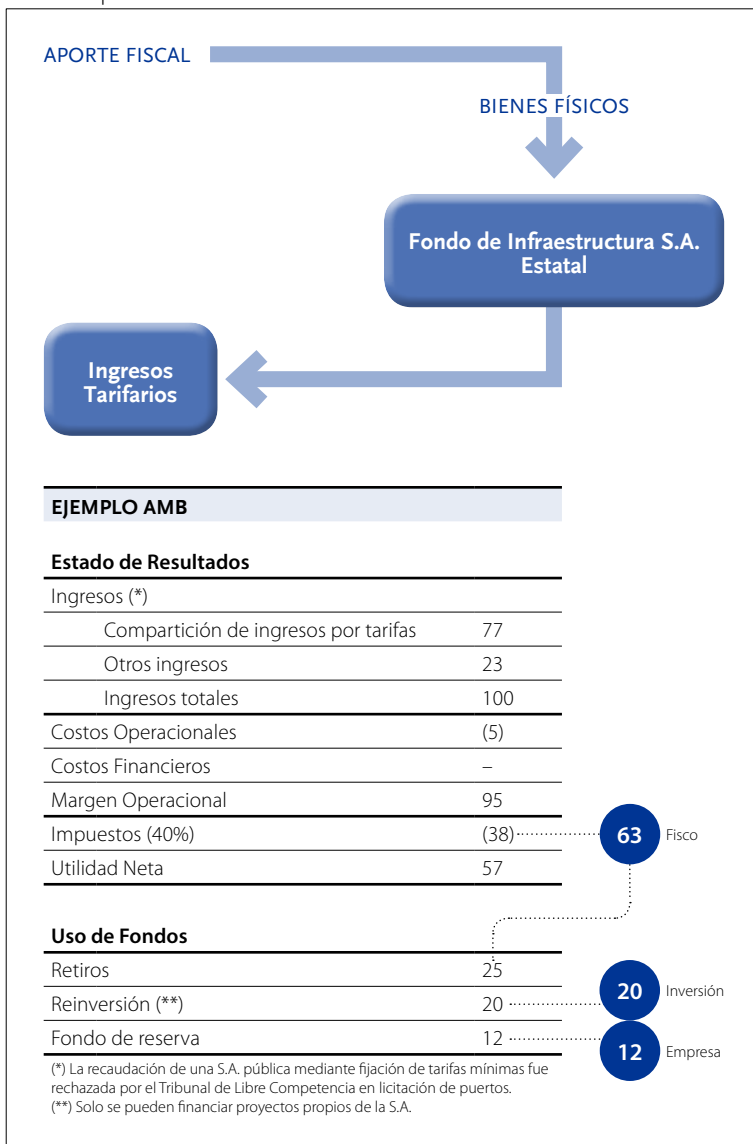 APORTE FISCAL
BIENES FÍSICOS
Fondo de Infraestructura S.A.
Estatal
Ingresos
Tarifarios
EJEMPLO AMB
Estado de Resultados
Ingresos (*)
Compartición de ingresos por tarifas 77
Otros ingresos 23
Ingresos totales 100
Costos Operacionales (5)
Costos Financieros –
Margen Operacional 95
Impuestos (40%) (38) 63 Fisco
Utilidad Neta 57
Uso de Fondos
Retiros 25
Reinversión (**) 20 20 Inversión
Fondo de reserva 12 12 Empresa
(*) La recaudación de una S.A. pública mediante fijación de tarifas mínimas fue
rechazada por el Tribunal de Libre Competencia en licitación de puertos.
(**) Solo se pueden financiar proyectos propios de la S.A.